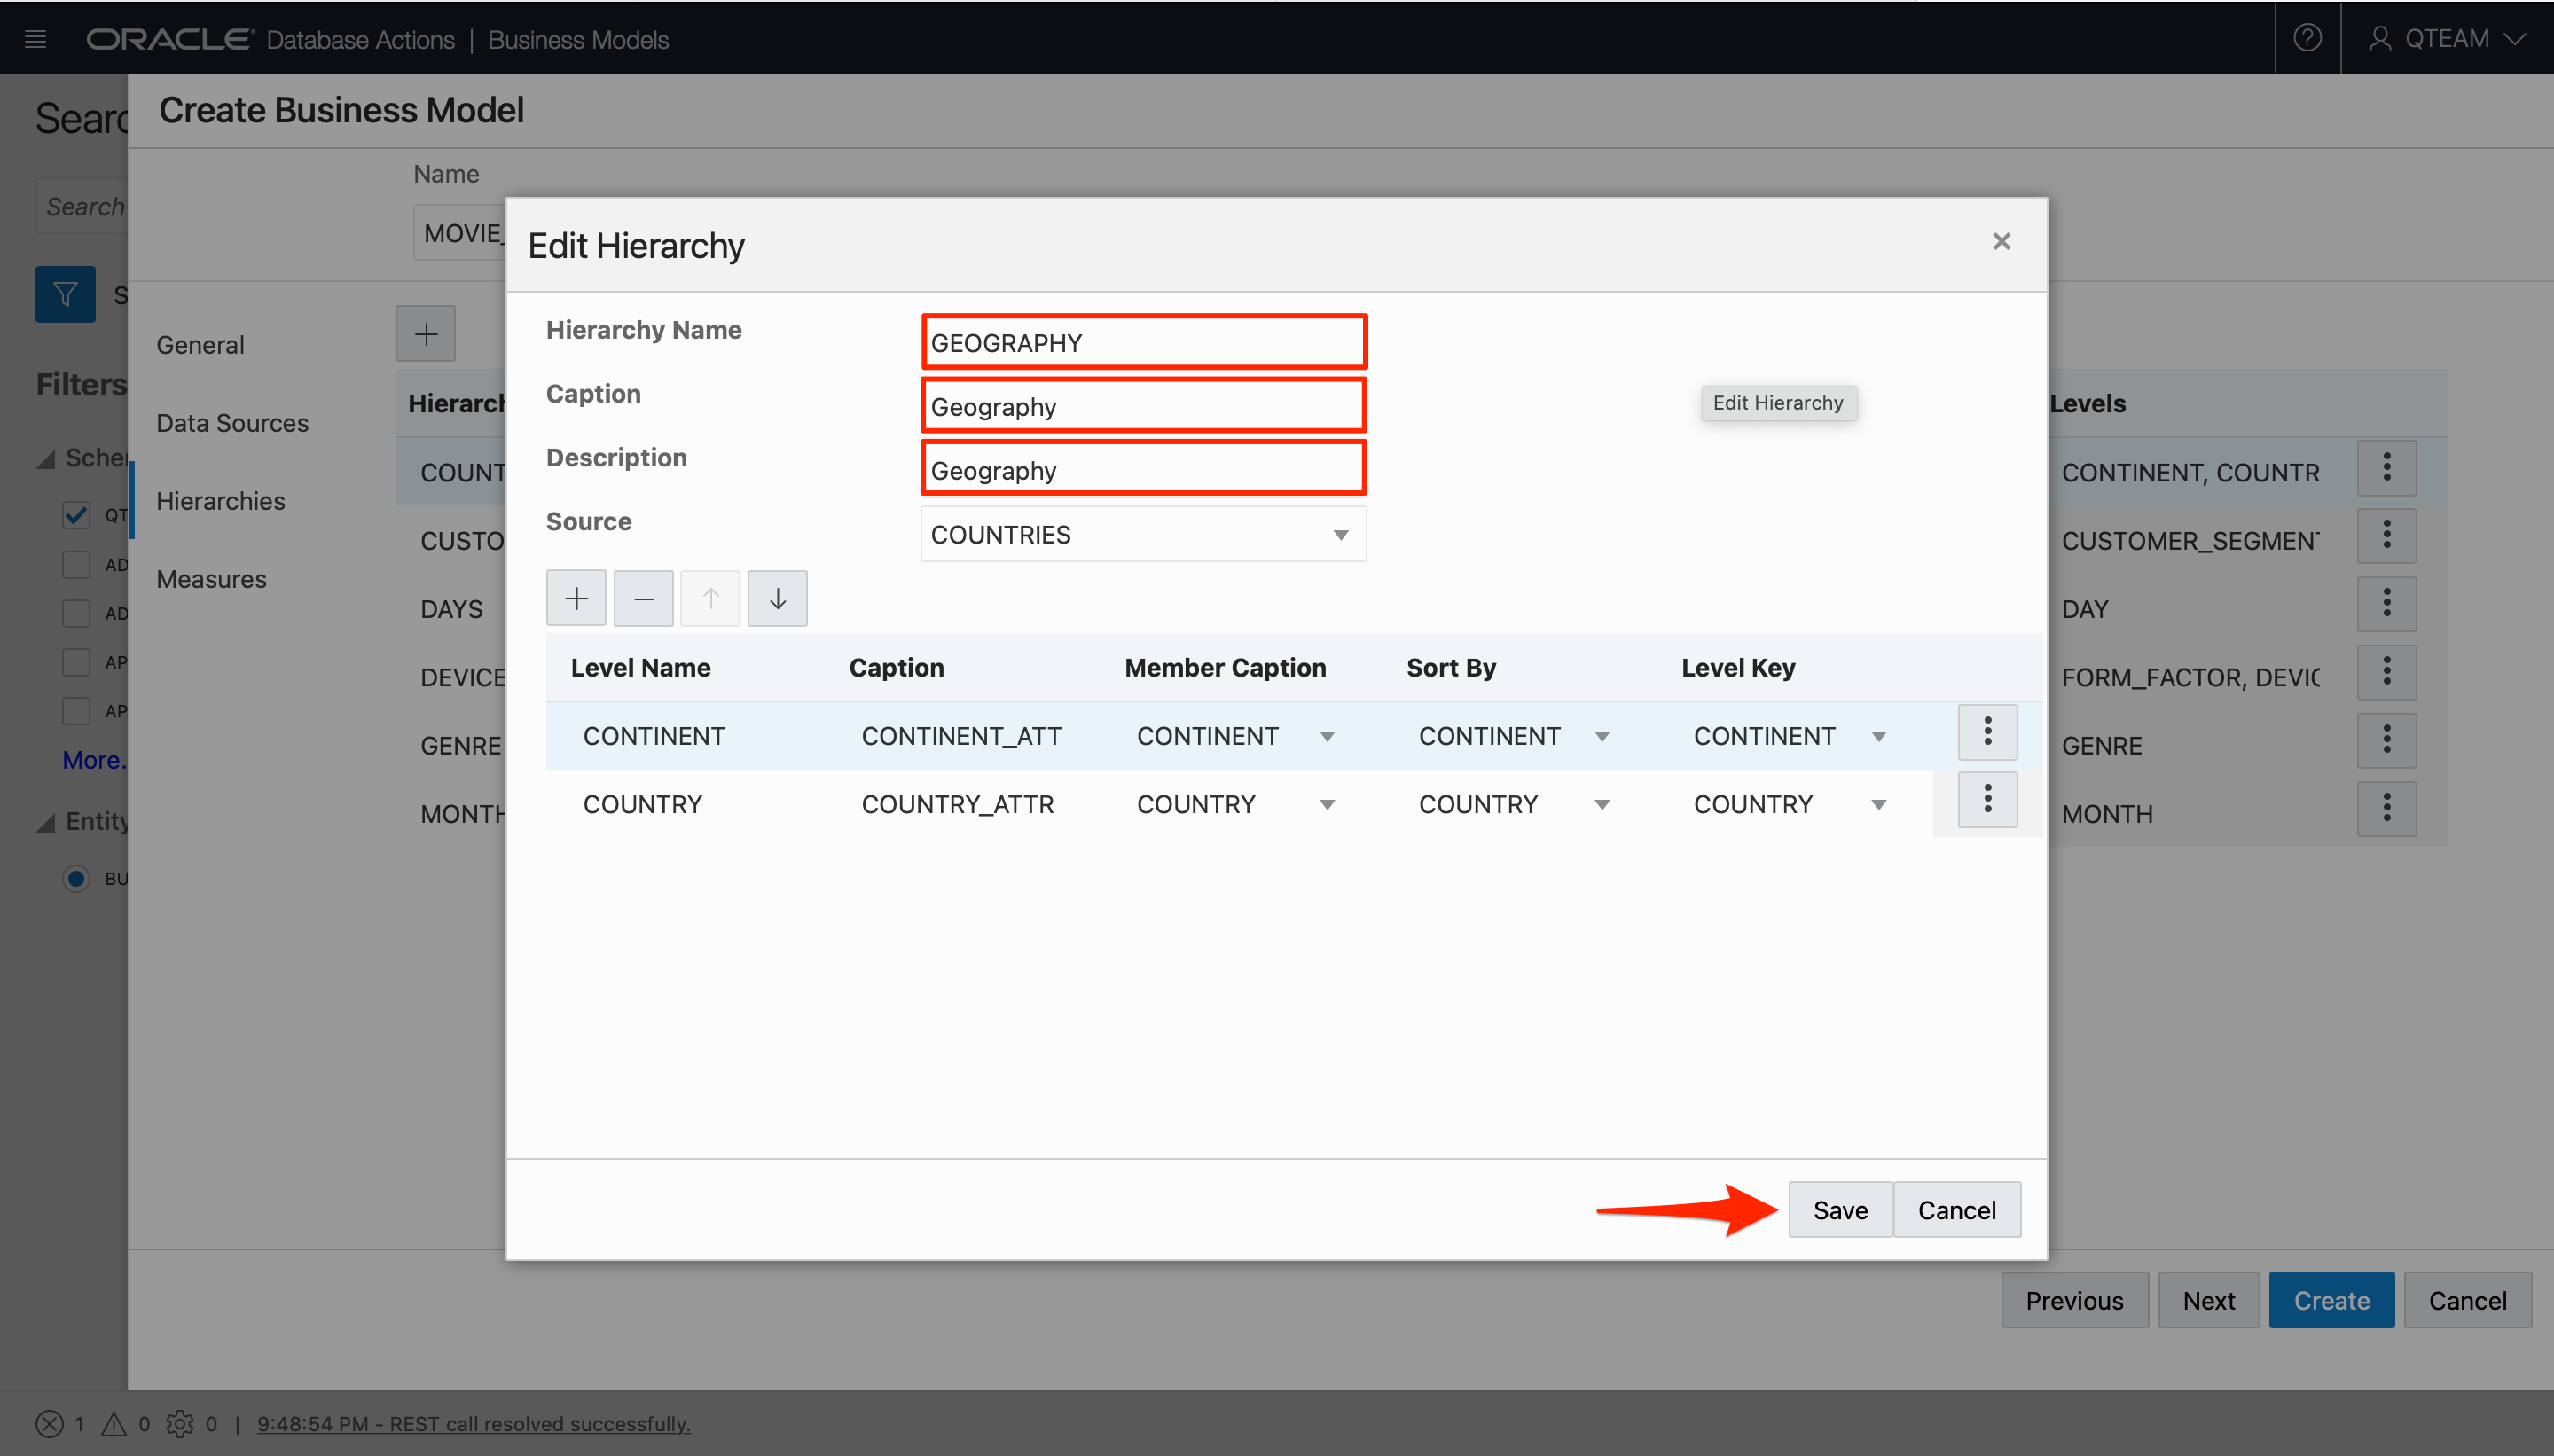 ORACLE Database Actions | Business Models
QTEAM
Create Business Model
Search
Name
MOVIE_
Filters
General
Data Sources
Hierarchies
Measures
QT
AD
AD
AP
AP
More.
Entity
BU
COUNT
CUSTO
DAYS
DEVICE
GENRE
MONTH
Edit Hierarchy
Hierarchy Name
GEOGRAPHY
Caption
Geography
Description
Geography
Source
COUNTRIES
Edit Hierarchy
Level Name Caption Member Caption Sort By Level Key
CONTINENT CONTINENT_ATT CONTINENT CONTINENT CONTINENT
COUNTRY COUNTRY_ATTR COUNTRY COUNTRY COUNTRY
Save Cancel
Levels
CONTINENT, COUNTR
CUSTOMER_SEGMENT
DAY
FORM_FACTOR, DEVIC
GENRE
MONTH
Previous Next Create Cancel
1 0 0 | 9:48:54 PM - REST call resolved successfully.